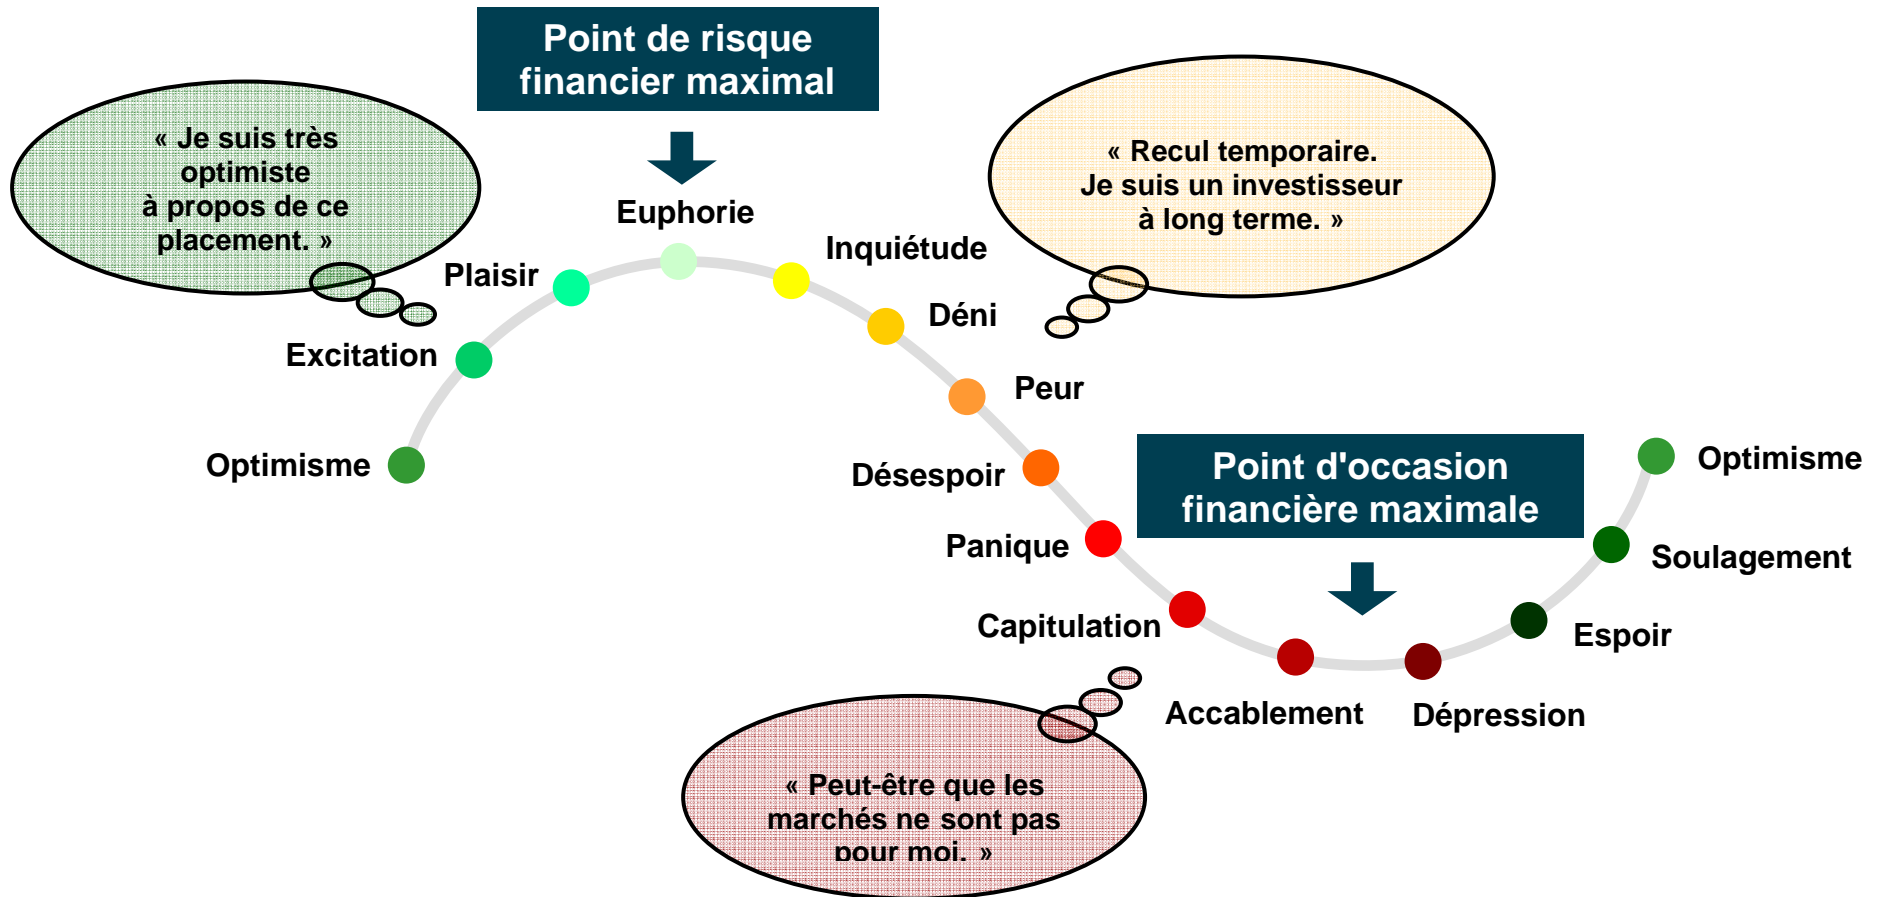 Point de risque
financier maximal
« Je suis très
optimiste
à propos de ce
placement. »
« Recul temporaire.
Je suis un investisseur
à long terme. »
Euphorie
Inquiétude
Plaisir
Déni
Excitation
Peur
Optimisme
Désespoir
Point d'occasion
financière maximale
Optimisme
Panique
Soulagement
Capitulation
Espoir
Accablement
Dépression
« Peut-être que les
marchés ne sont pas
pour moi. »